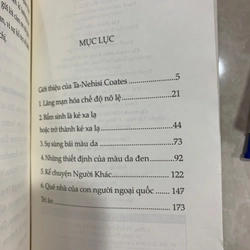 MỤC LỤC
Giới thiệu của Ta-Nehisi Coates 5
1. Lãng mạn hóa chế độ nô lệ 21
2. Bẩm sinh là kẻ xa lạ
hoặc trở thành kẻ xa lạ 44
3. Sự sùng bái màu da 73
4. Những thiết định của màu da đen 92
5. Kể chuyện Người Khác 122
6. Quê nhà của con người ngoại quốc 147
Tri ân 173